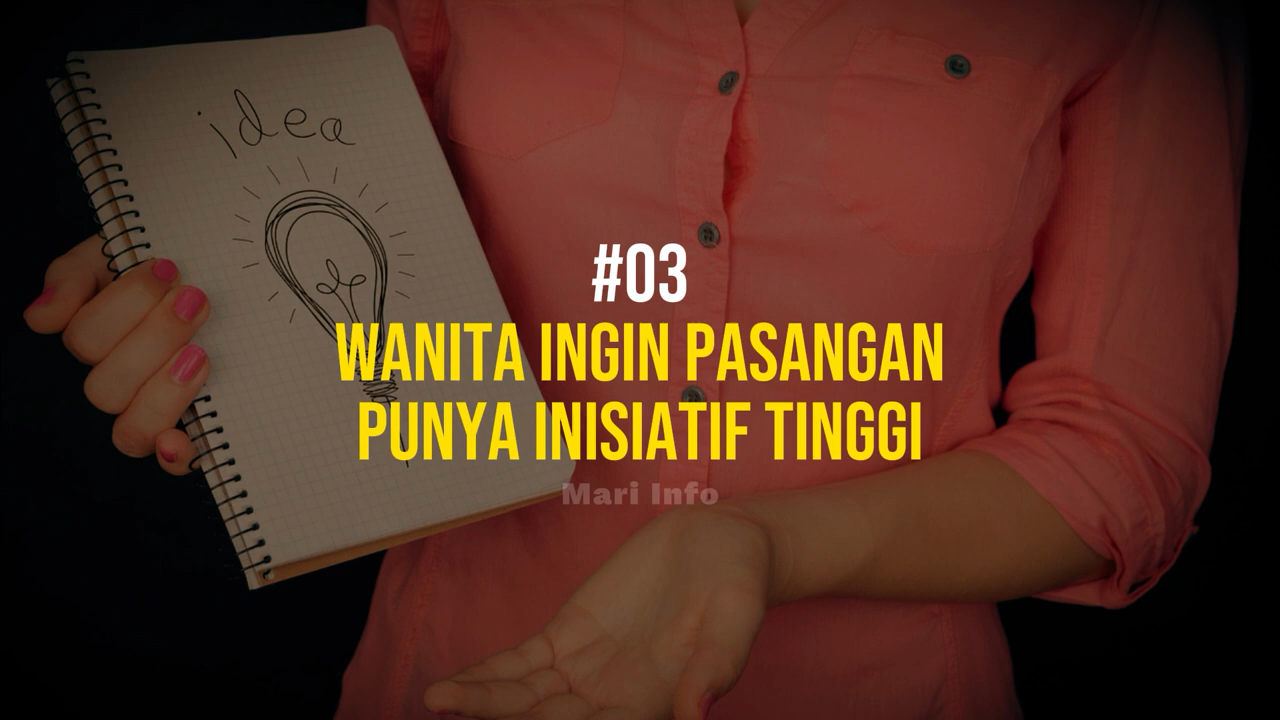 idea
#03
WANITA INGIN PASANGAN
PUNYA INISIATIF TINGGI
Mari Info